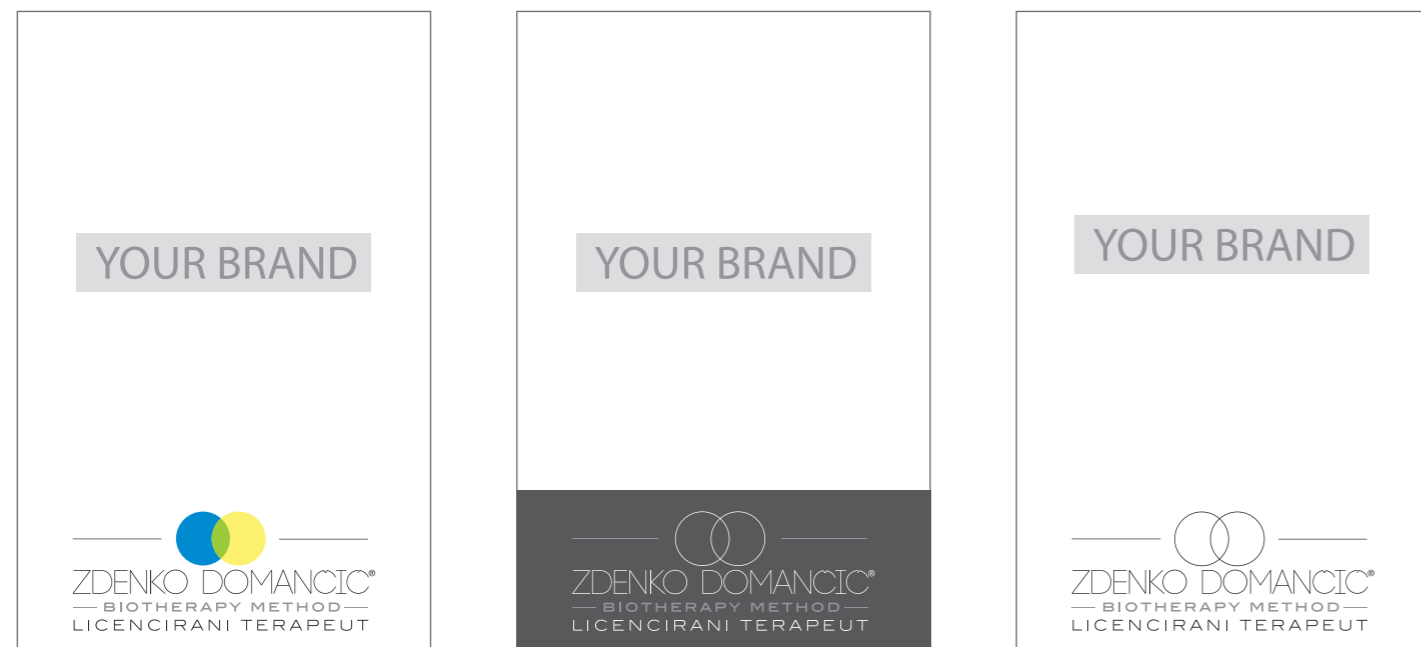 YOUR BRAND
ZDENKO DOMANCIC®
BIOTHERAPY METHOD
LICENCIRANI TERAPEUT
YOUR BRAND
ZDENKO DOMANCIC®
BIOTHERAPY METHOD
LICENCIRANI TERAPEUT
YOUR BRAND
ZDENKO DOMANCIC®
BIOTHERAPY METHOD
LICENCIRANI TERAPEUT